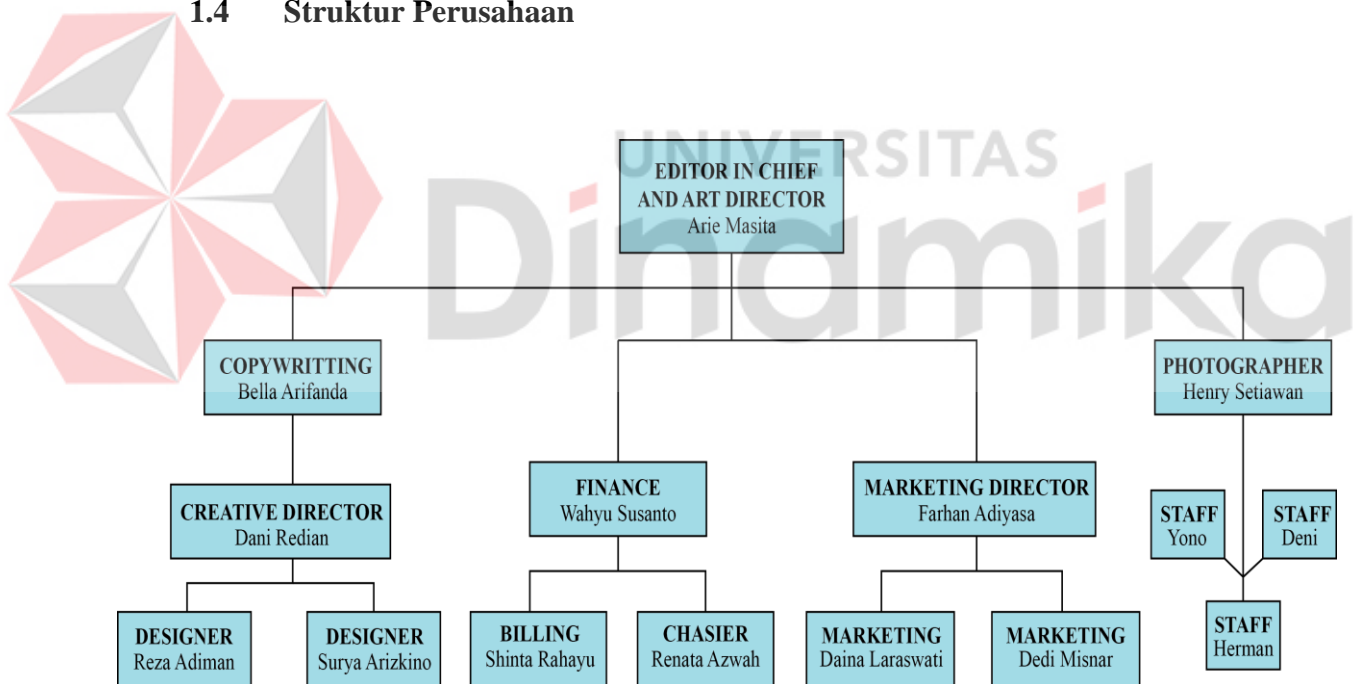 1.4 Struktur Perusahaan
UNIVERSITAS
Dinamika
EDITOR IN CHIEF
AND ART DIRECTOR
Arie Masita
COPYWRITTING
Bella Arifanda
PHOTOGRAPHER
Henry Setiawan
CREATIVE DIRECTOR
Dani Redian
FINANCE
Wahyu Susanto
MARKETING DIRECTOR
Farhan Adiyasa
STAFF
Yono
STAFF
Deni
DESIGNER
Reza Adiman
DESIGNER
Surya Arizkino
BILLING
Shinta Rahayu
CHASIER
Renata Azwah
MARKETING
Daina Laraswati
MARKETING
Dedi Misnar
STAFF
Herman